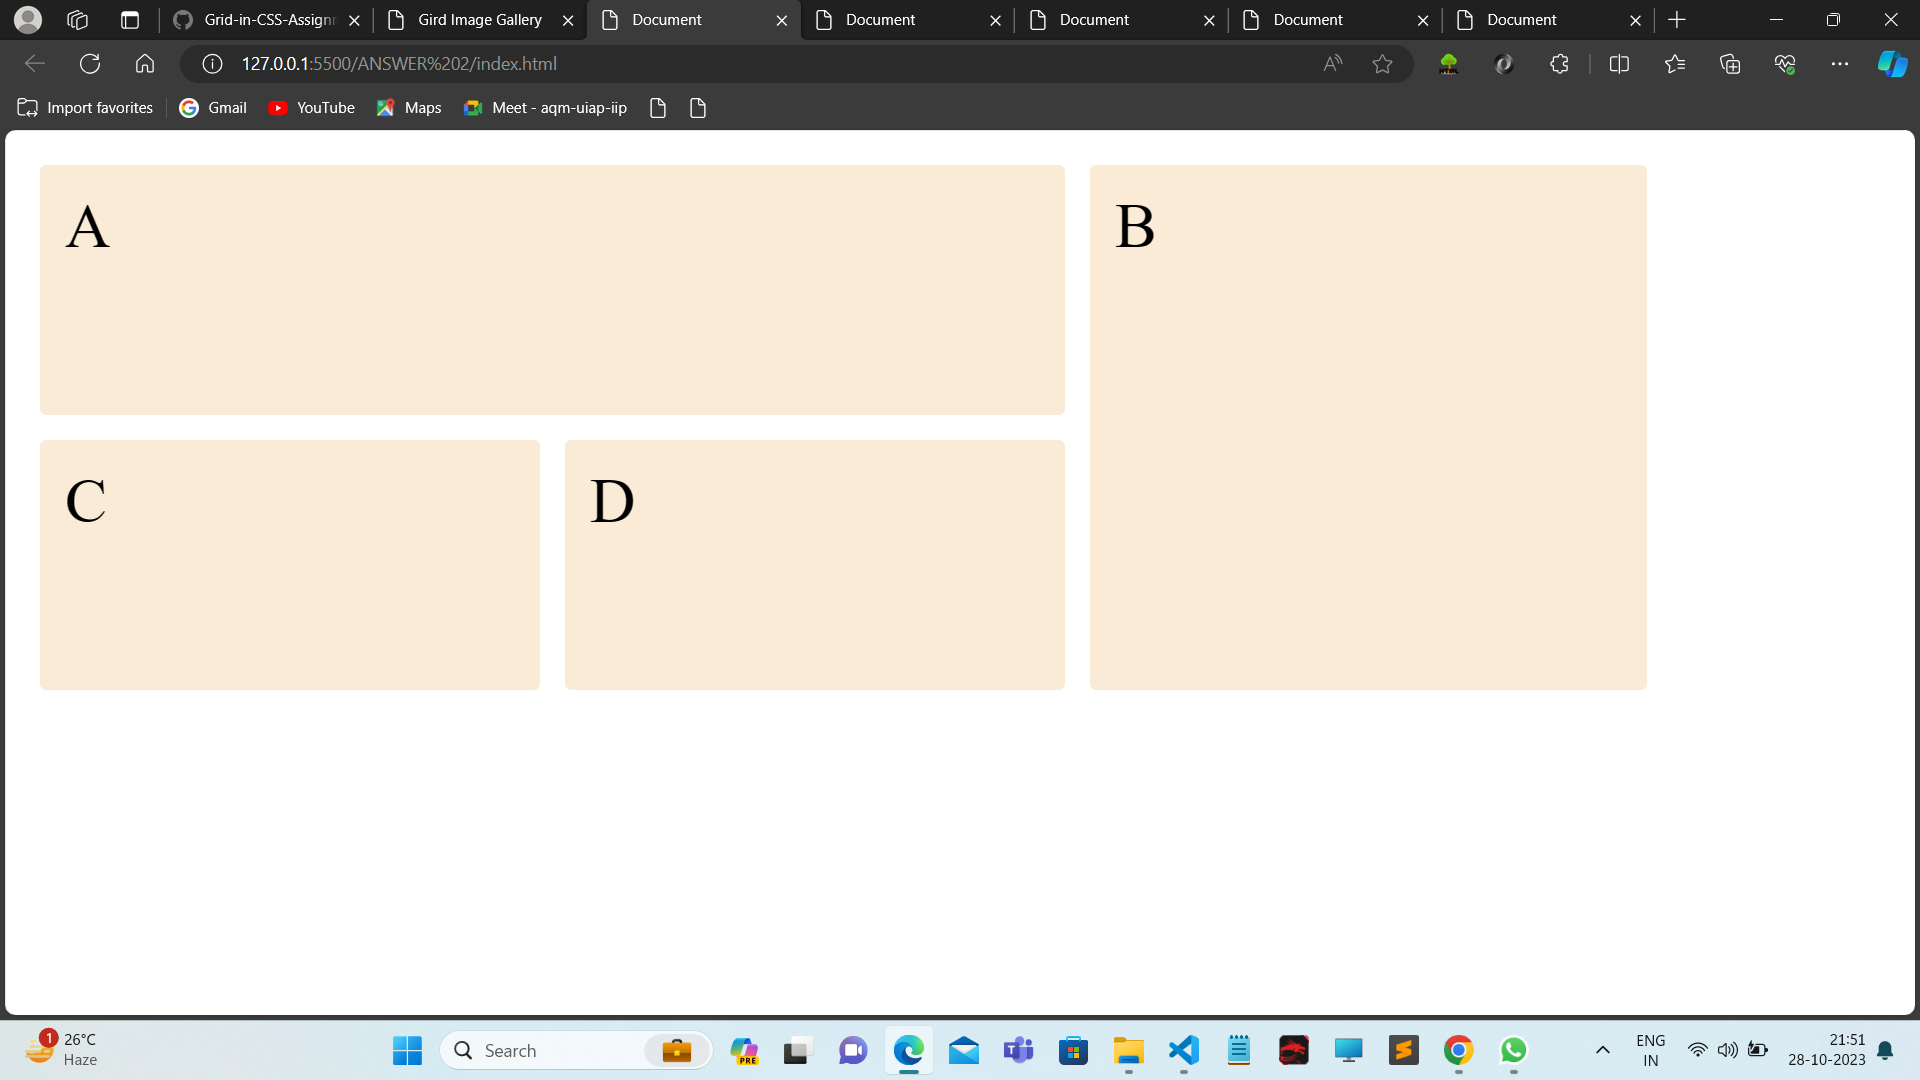 Grid-in-CSS-Assignm
Gird Image Gallery
Document
Document
Document
Document
Document
127.0.0.1:5500/ANSWER%202/index.html
Import favorites
Gmail
YouTube
Maps
Meet - aqm-uiap-iip
A
B
C
D
1
26°C
Haze
Search
PRE
ENG
IN
21:51
28-10-2023